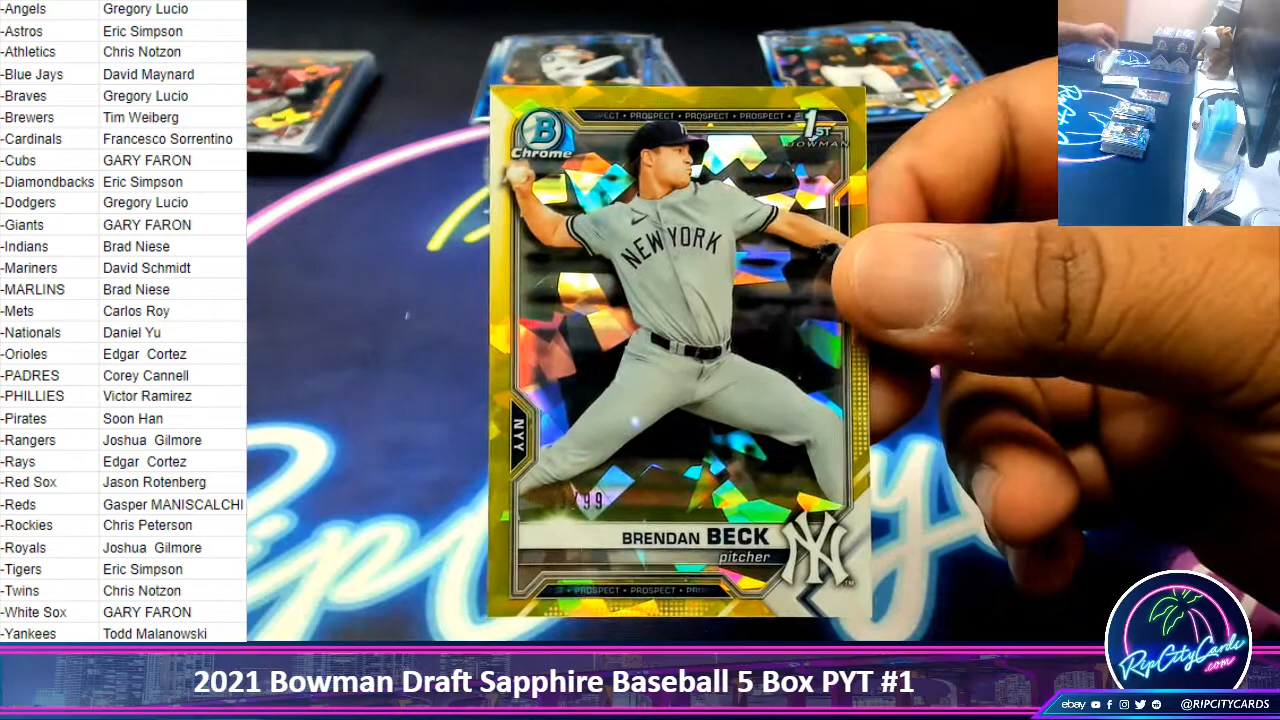 -Angels Gregory Lucio
-Astros Eric Simpson
-Athletics Chris Notzon
-Blue Jays David Maynard
-Braves Gregory Lucio
-Brewers Tim Weiberg
-Cardinals Francesco Sorrentino
-Cubs GARY FARON
-Diamondbacks Eric Simpson
-Dodgers Gregory Lucio
-Giants GARY FARON
-Indians Brad Niese
-Mariners David Schmidt
-MARLINS Brad Niese
-Mets Carlos Roy
-Nationals Daniel Yu
-Orioles Edgar Cortez
-PADRES Corey Cannell
-PHILLIES Victor Ramirez
-Pirates Soon Han
-Rangers Joshua Gilmore
-Rays Edgar Cortez
-Red Sox Jason Rotenberg
-Reds Gasper MANISCALCHI
-Rockies Chris Peterson
-Royals Joshua Gilmore
-Tigers Eric Simpson
-Twins Chris Notzon
-White Sox GARY FARON
-Yankees Todd Malanowski
PECT • PROSPECT • PROSPECT • PROSPECT • P
B
Chrome
1ST
BOWMAN
NEW YORK
NYY
/99
BRENDAN BECK
pitcher
NY
• PROSPECT • PROSPECT • PR
2021 Bowman Draft Sapphire Baseball 5 Box PYT #1
RipCityCards
.com
ebay @RIPCITYCARDS